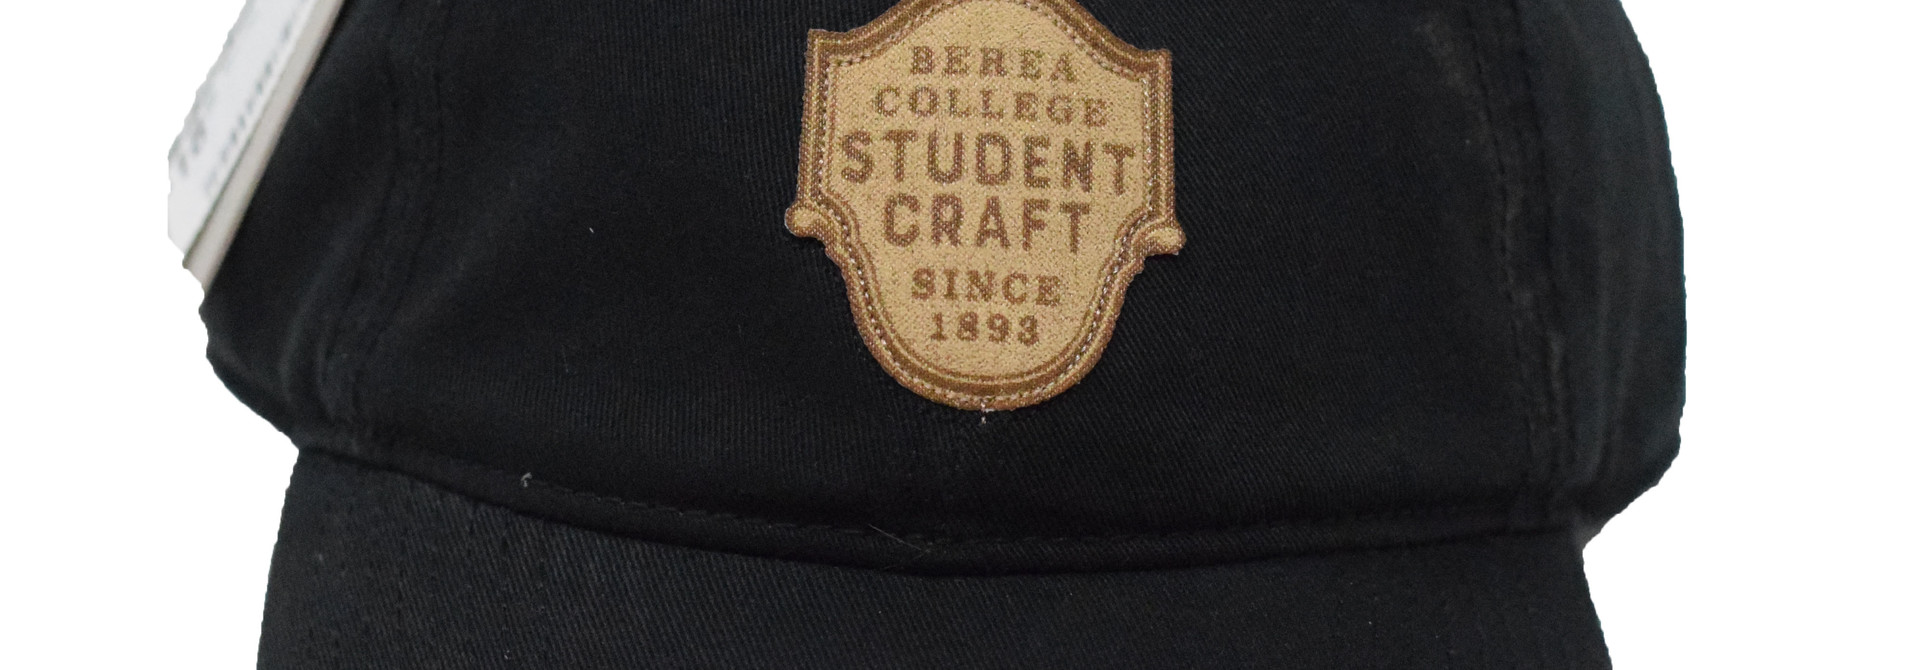 BEREA
COLLEGE
STUDENT
CRAFT
SINCE
1893